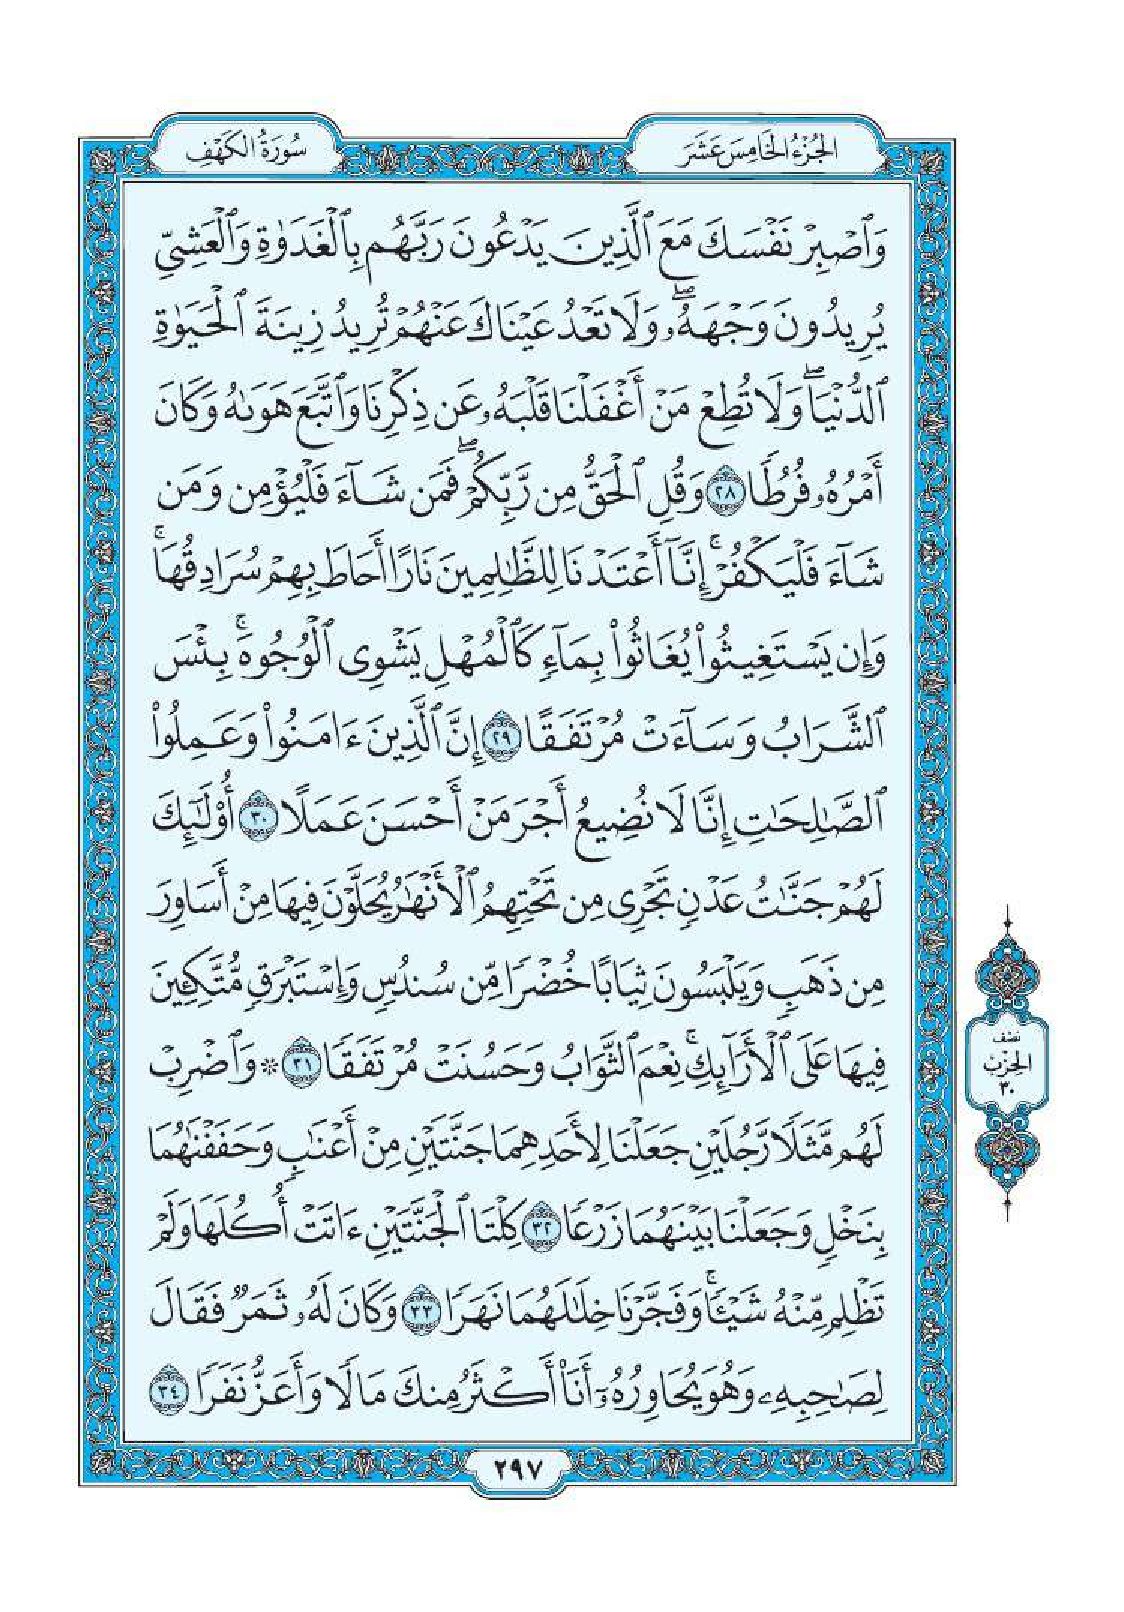 الجُزْءُ الخَامِسَ عَشَرَ
سُورَةُ الكَهْفِ
وَٱصْبِرْ نَفْسَكَ مَعَ ٱلَّذِينَ يَدْعُونَ رَبَّهُم بِٱلْغَدَوٰةِ وَٱلْعَشِىِّ
يُرِيدُونَ وَجْهَهُۥۖ وَلَا تَعْدُ عَيْنَاكَ عَنْهُمْ تُرِيدُ زِينَةَ ٱلْحَيَوٰةِ
ٱلدُّنْيَاۖ وَلَا تُطِعْ مَنْ أَغْفَلْنَا قَلْبَهُۥ عَن ذِكْرِنَا وَٱتَّبَعَ هَوَىٰهُ وَكَانَ
أَمْرُهُۥ فُرُطًا ٢٨ وَقُلِ ٱلْحَقُّ مِن رَّبِّكُمْۖ فَمَن شَآءَ فَلْيُؤْمِن وَمَن
شَآءَ فَلْيَكْفُرْۚ إِنَّآ أَعْتَدْنَا لِلظَّٰلِمِينَ نَارًا أَحَاطَ بِهِمْ سُرَادِقُهَاۚ
وَإِن يَسْتَغِيثُوا۟ يُغَاثُوا۟ بِمَآءٍ كَٱلْمُهْلِ يَشْوِى ٱلْوُجُوهَۚ بِئْسَ
ٱلشَّرَابُ وَسَآءَتْ مُرْتَفَقًا ٢٩ إِنَّ ٱلَّذِينَ ءَامَنُوا۟ وَعَمِلُوا۟
ٱلصَّٰلِحَٰتِ إِنَّا لَا نُضِيعُ أَجْرَ مَنْ أَحْسَنَ عَمَلًا ٣٠ أُو۟لَٰٓئِكَ
لَهُمْ جَنَّٰتُ عَدْنٍ تَجْرِى مِن تَحْتِهِمُ ٱلْأَنْهَٰرُ يُحَلَّوْنَ فِيهَا مِنْ أَسَاوِرَ
مِن ذَهَبٍ وَيَلْبَسُونَ ثِيَابًا خُضْرًا مِّن سُندُسٍ وَإِسْتَبْرَقٍ مُّتَّكِـِٔينَ
فِيهَا عَلَى ٱلْأَرَآئِكِۚ نِعْمَ ٱلثَّوَابُ وَحَسُنَتْ مُرْتَفَقًا ٣١ ۞ وَٱضْرِبْ
لَهُم مَّثَلًا رَّجُلَيْنِ جَعَلْنَا لِأَحَدِهِمَا جَنَّتَيْنِ مِنْ أَعْنَٰبٍ وَحَفَفْنَٰهُمَا
بِنَخْلٍ وَجَعَلْنَا بَيْنَهُمَا زَرْعًا ٣٢ كِلْتَا ٱلْجَنَّتَيْنِ ءَاتَتْ أُكُلَهَا وَلَمْ
تَظْلِم مِّنْهُ شَيْـًٔاۚ وَفَجَّرْنَا خِلَٰلَهُمَا نَهَرًا ٣٣ وَكَانَ لَهُۥ ثَمَرٌ فَقَالَ
لِصَٰحِبِهِۦ وَهُوَ يُحَاوِرُهُۥٓ أَنَا۠ أَكْثَرُ مِنكَ مَالًا وَأَعَزُّ نَفَرًا ٣٤
نصف
الحزب
٣٠
٢٩٧